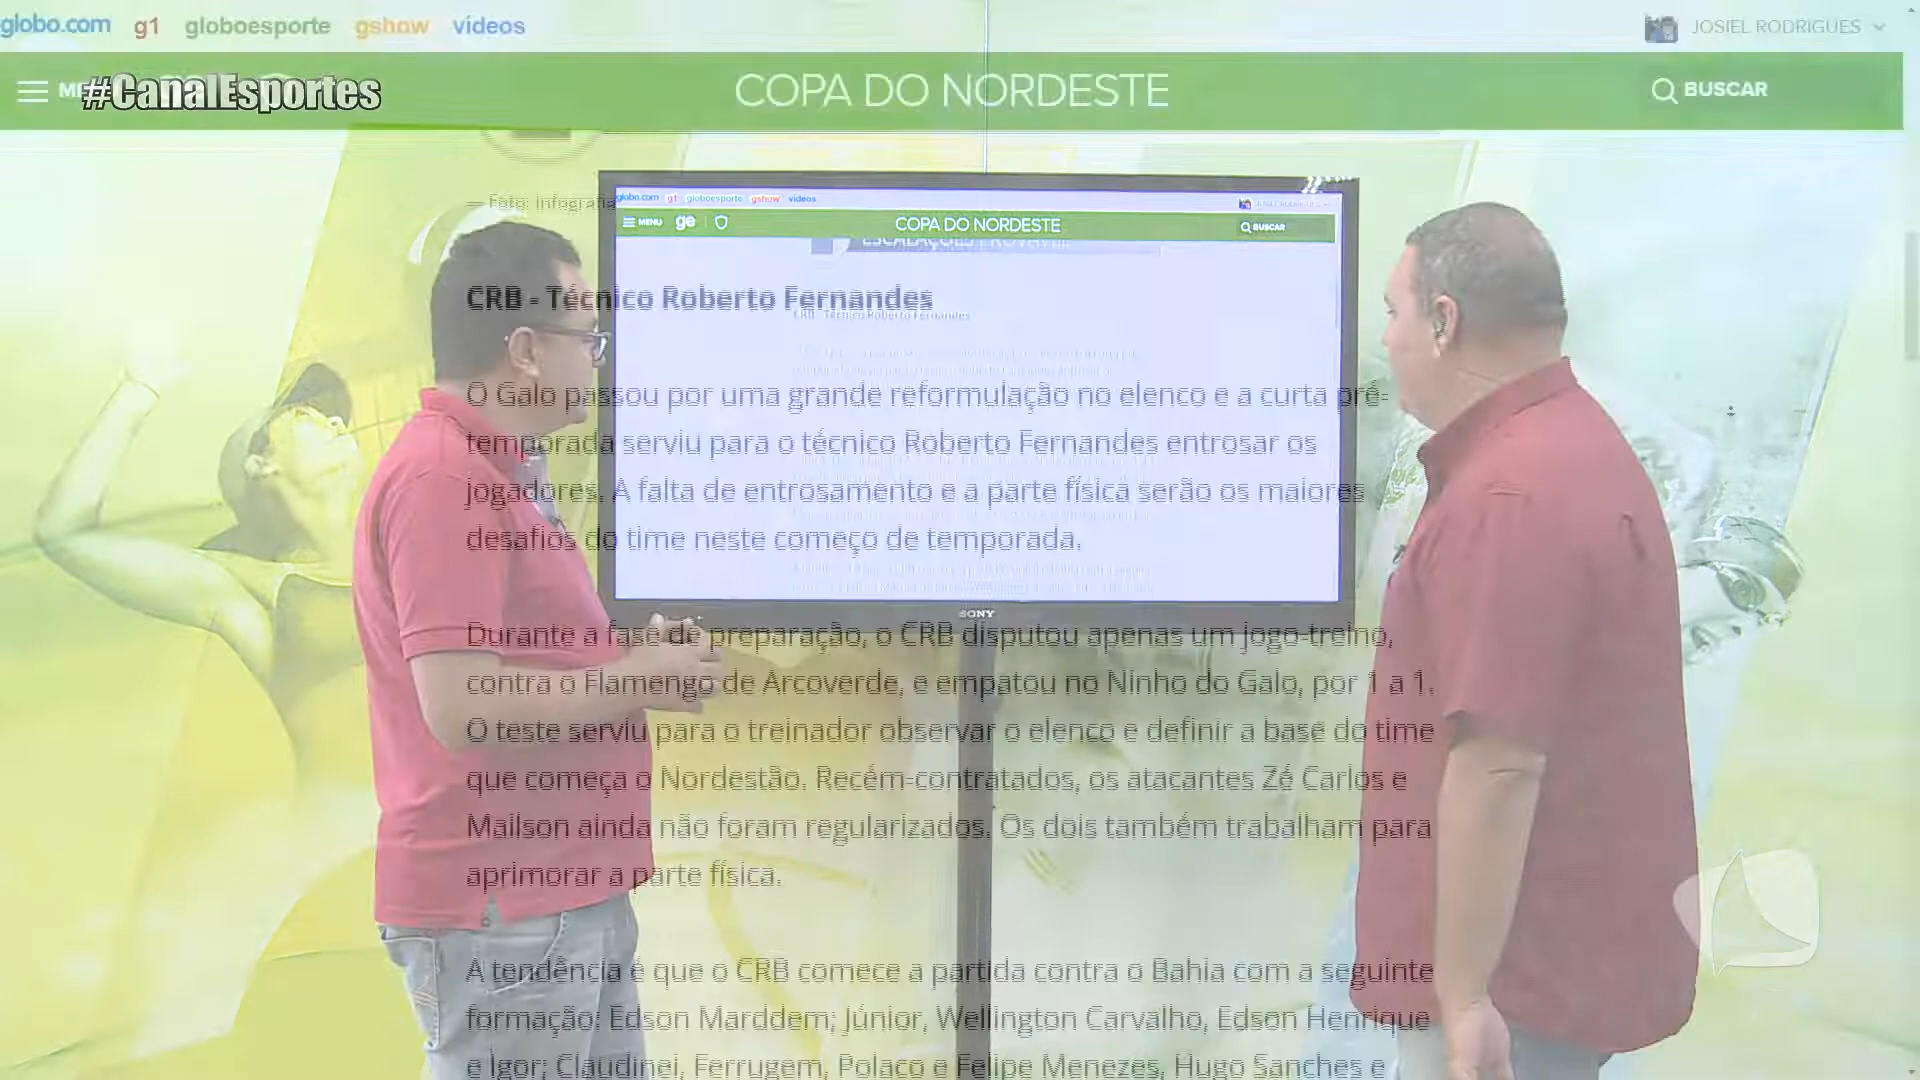 globo.com g1 globoesporte gshow vídeos JOSIEL RODRIGUES
#CanalEsportes
COPA DO NORDESTE
BUSCAR
— Foto: infografia
globo.com g1 globoesporte gshow vídeos
MENU ge COPA DO NORDESTE BUSCAR
CRB - Técnico Roberto Fernandes
CRB - Técnico Roberto Fernandes
O Galo passou por uma grande reformulação no elenco e a curta pré-
temporada serviu para o técnico Roberto Fernandes entrosar os
jogadores. A falta de entrosamento e a parte física serão os maiores
desafios do time neste começo de temporada.
SONY
Durante a fase de preparação, o CRB disputou apenas um jogo-treino,
contra o Flamengo de Arcoverde, e empatou no Ninho do Galo, por 1 a 1.
O teste serviu para o treinador observar o elenco e definir a base do time
que começa o Nordestão. Recém-contratados, os atacantes Zé Carlos e
Mailson ainda não foram regularizados. Os dois também trabalham para
aprimorar a parte física.
A tendência é que o CRB comece a partida contra o Bahia com a seguinte
formação: Edson Marddem; Júnior, Wellington Carvalho, Edson Henrique
e Igor; Claudinei, Ferrugem, Polaco e Felipe Menezes, Hugo Sanches e